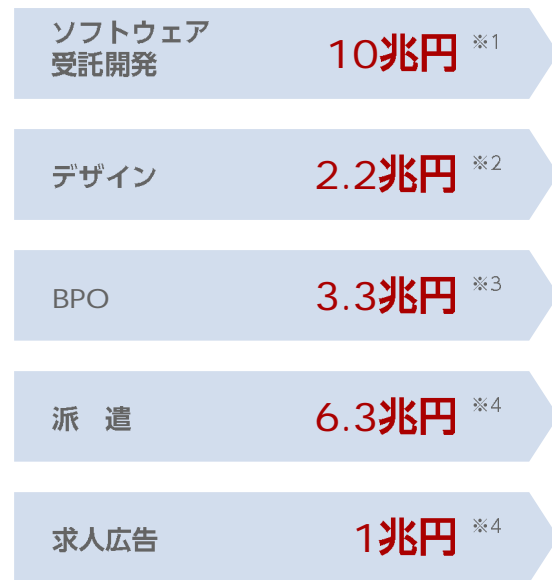 ソフトウェア
受託開発
10兆円 ※1
デザイン 2.2兆円 ※2
BPO 3.3兆円 ※3
派 遣 6.3兆円 ※4
求人広告 1兆円 ※4